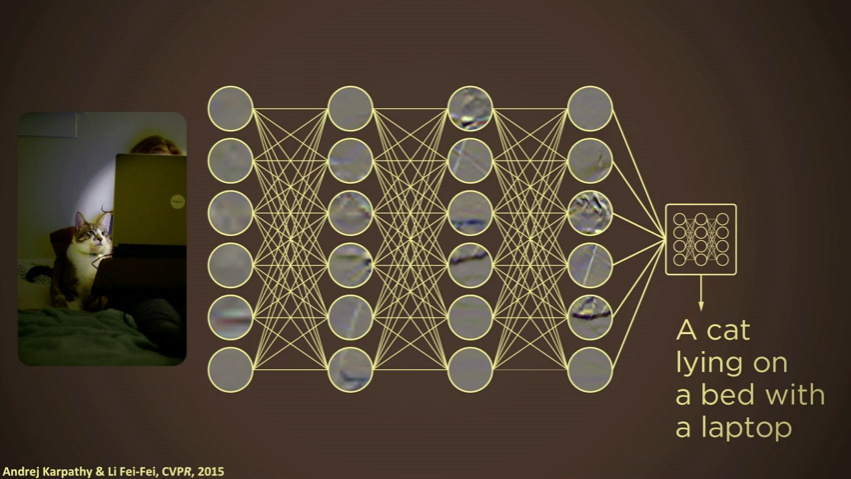 A cat
lying on
a bed with
a laptop
Andrej Karpathy & Li Fei-Fei, CVPR, 2015